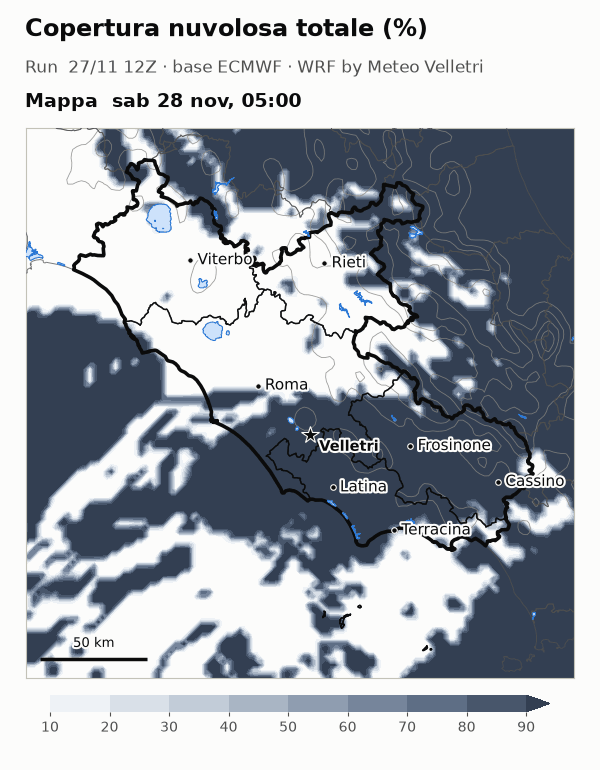 Copertura nuvolosa totale (%)
Run 27/11 12Z · base ECMWF · WRF by Meteo Velletri
Mappa sab 28 nov, 05:00
Viterbo
Rieti
Roma
Velletri
Frosinone
Latina
Cassino
Terracina
50 km
10 20 30 40 50 60 70 80 90